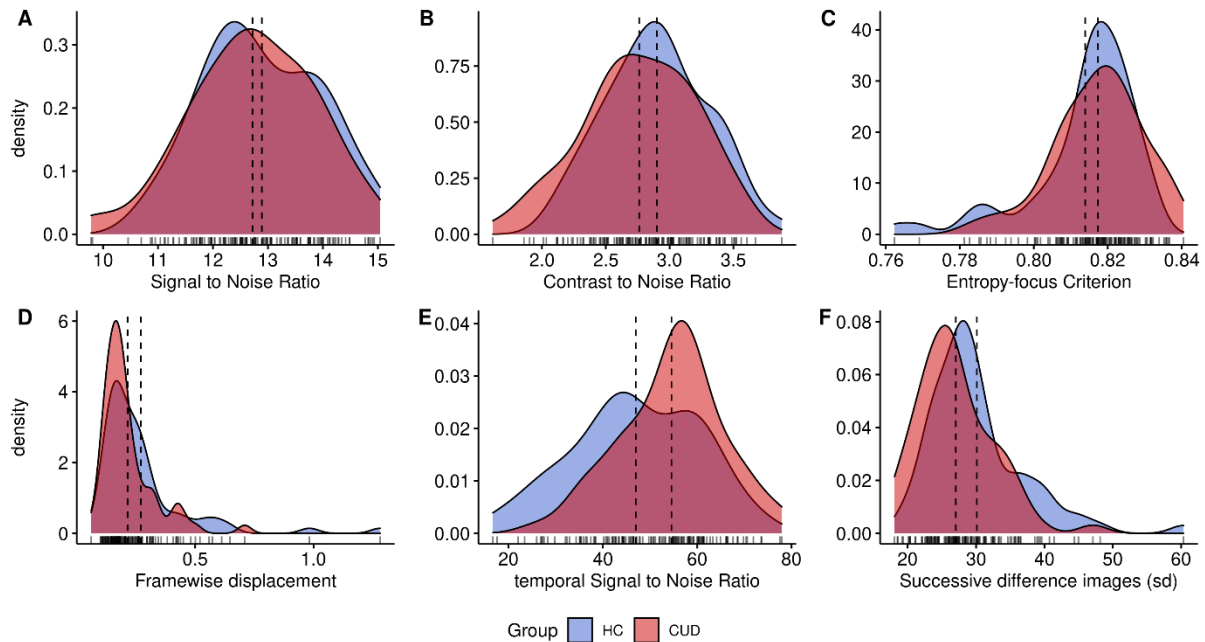 A
B
C
density
0.3
0.2
0.1
0.0
10 11 12 13 14 15
Signal to Noise Ratio
0.75
0.50
0.25
0.00
2.0 2.5 3.0 3.5
Contrast to Noise Ratio
40
30
20
10
0
0.76 0.78 0.80 0.82 0.84
Entropy-focus Criterion
D
E
F
density
6
4
2
0
0.5 1.0
Framewise displacement
0.04
0.03
0.02
0.01
0.00
20 40 60 80
temporal Signal to Noise Ratio
0.08
0.06
0.04
0.02
0.00
20 30 40 50 60
Successive difference images (sd)
Group HC CUD